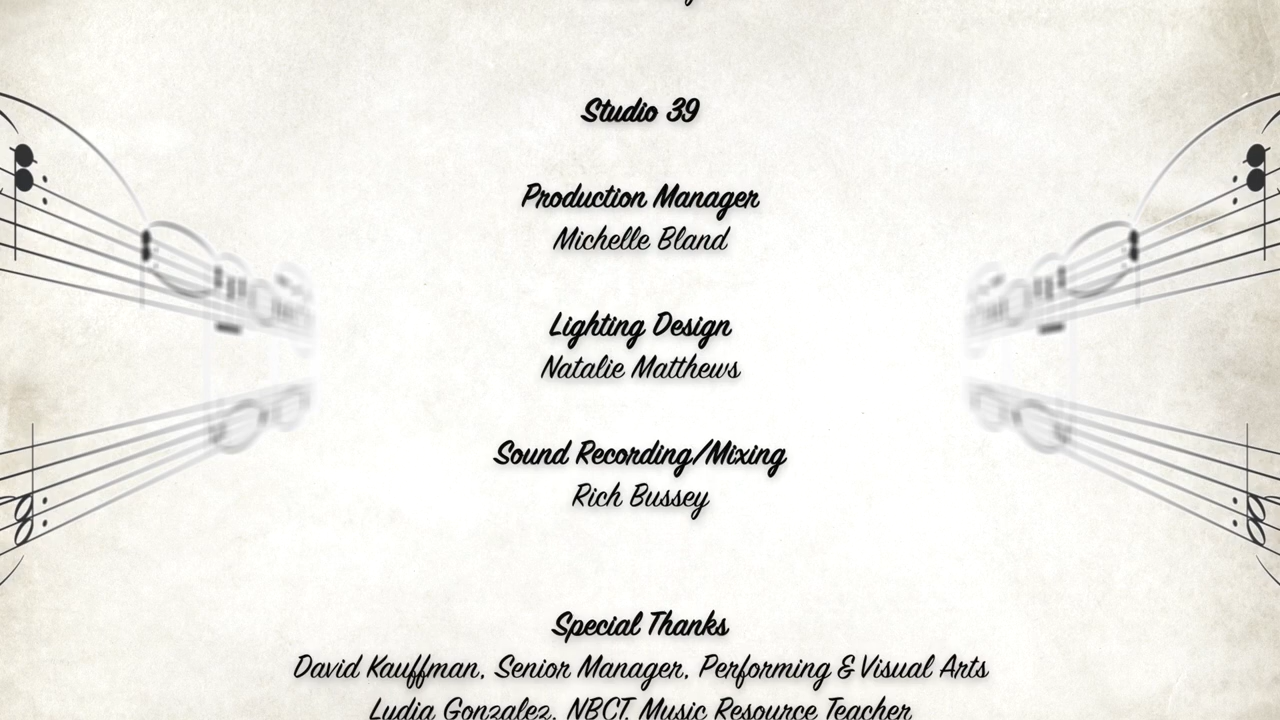 Studio 39
Production Manager
Michelle Bland
Lighting Design
Natalie Matthews
Sound Recording/Mixing
Rich Bussey
Special Thanks
David Kauffman, Senior Manager, Performing & Visual Arts
Lydia Gonzalez, NBCT, Music Resource Teacher